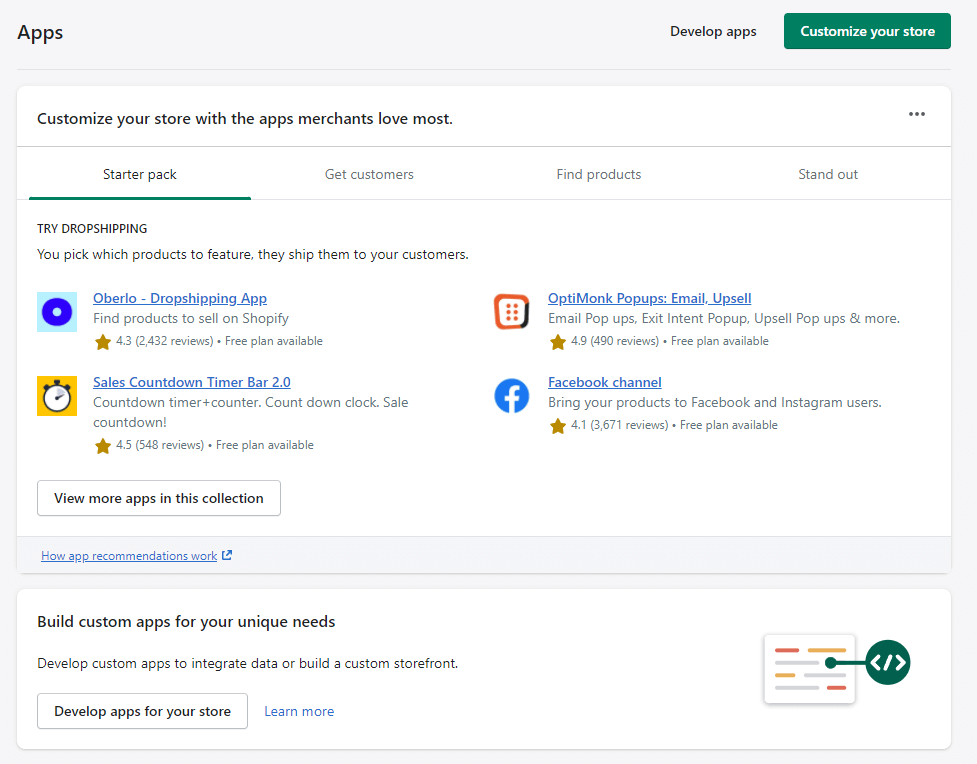 Apps
Develop apps
Customize your store
Customize your store with the apps merchants love most.
Starter pack
Get customers
Find products
Stand out
TRY DROPSHIPPING
You pick which products to feature, they ship them to your customers.
Oberlo - Dropshipping App
Find products to sell on Shopify
4.3 (2,432 reviews) • Free plan available
OptiMonk Popups: Email, Upsell
Email Pop ups, Exit Intent Popup, Upsell Pop ups & more.
4.9 (490 reviews) • Free plan available
Sales Countdown Timer Bar 2.0
Countdown timer+counter. Count down clock. Sale
countdown!
4.5 (548 reviews) • Free plan available
Facebook channel
Bring your products to Facebook and Instagram users.
4.1 (3,671 reviews) • Free plan available
View more apps in this collection
How app recommendations work
Build custom apps for your unique needs
Develop custom apps to integrate data or build a custom storefront.
Develop apps for your store
Learn more